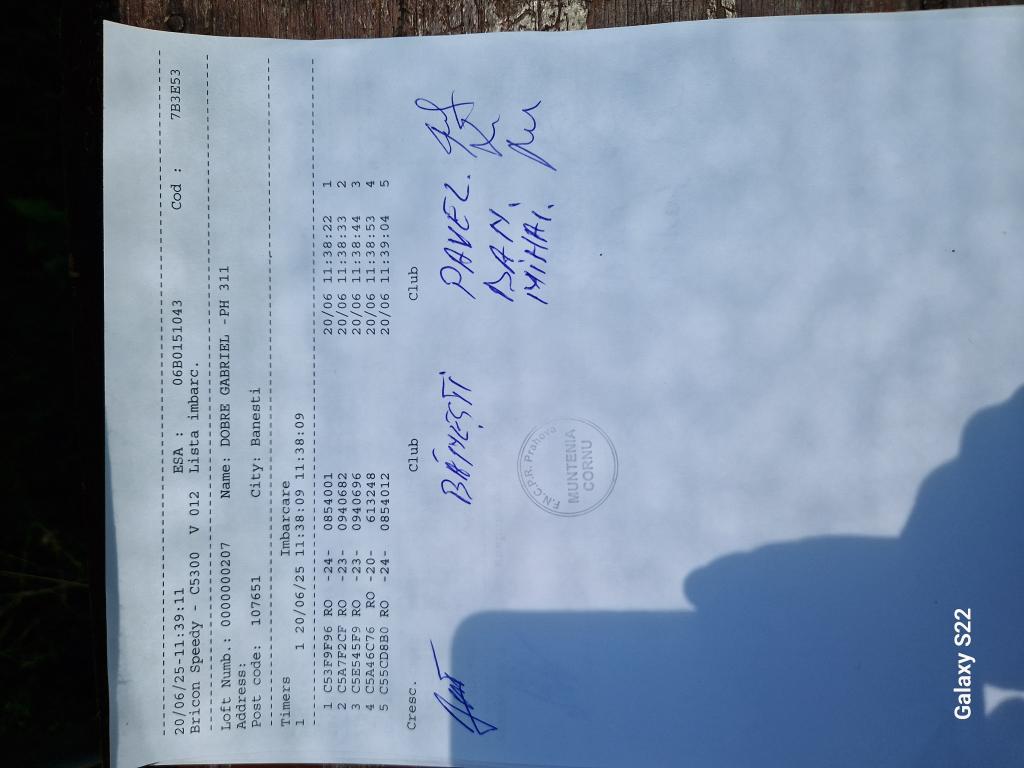 20/06/25-11:39:11 ESA : 06B0151043 Cod : 7B3E53
Bricon Speedy - C5300 V 012 Lista imbarc.
Loft Numb.: 0000000207 Name: DOBRE GABRIEL -PH 311
Address:
Post code: 107651 City: Banesti
Timers Imbarcare
1 1 20/06/25 11:38:09 11:38:09
1 C53F9F96 RO -24- 0854001 20/06 11:38:22 1
2 C5A7F2CF RO -23- 0940682 20/06 11:38:33 2
3 C5E545F9 RO -23- 0940696 20/06 11:38:44 3
4 C5A46C76 RO -20- 613248 20/06 11:38:53 4
5 C55CD8B0 RO -24- 0854012 20/06 11:39:04 5
Cresc. Club Club
BĂNEȘTI PAVEL.
DAN.
MIHAI.
F.N.C.P.R. Prahova
MUNTENIA
CORNU
Galaxy S22